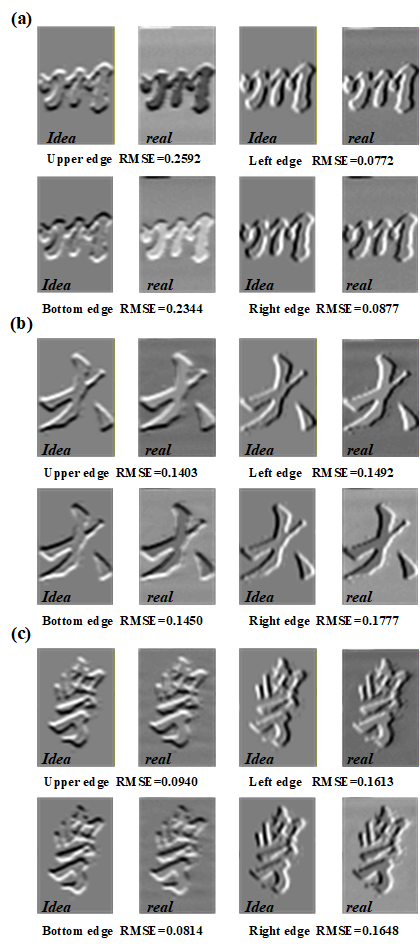 (a)
Idea real Idea real
Upper edge RMSE=0.2592 Left edge RMSE=0.0772
Idea real Idea real
Bottom edge RMSE=0.2344 Right edge RMSE=0.0877
(b)
Idea real Idea real
Upper edge RMSE=0.1403 Left edge RMSE=0.1492
Idea real Idea real
Bottom edge RMSE=0.1450 Right edge RMSE=0.1777
(c)
Idea real Idea real
Upper edge RMSE=0.0940 Left edge RMSE=0.1613
Idea real Idea real
Bottom edge RMSE=0.0814 Right edge RMSE=0.1648